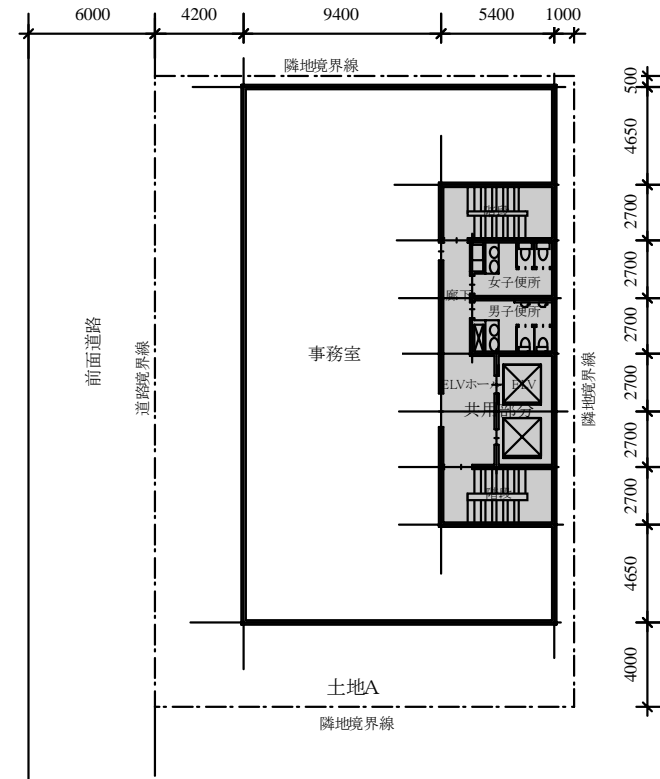 6000
4200
9400
5400
1000
隣地境界線
500
4650
2700
階段
2700
女子便所
廊下
男子便所
2700
前面道路
道路境界線
事務室
隣地境界線
2700
ELVホール
ELV
共用部分
2700
2700
階段
4650
4000
土地A
隣地境界線